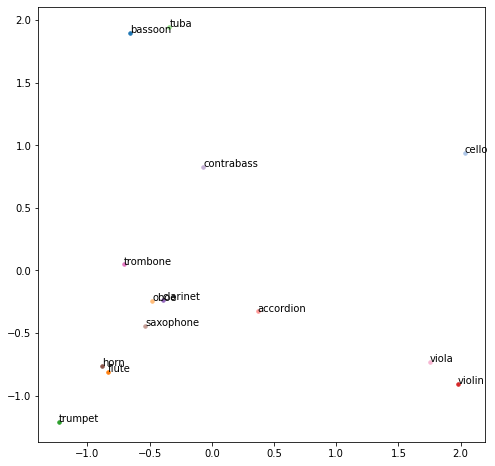 2.0
1.5
1.0
0.5
0.0
−0.5
−1.0
bassoon
tuba
contrabass
cello
trombone
oboe
clarinet
saxophone
accordion
horn
flute
viola
violin
trumpet
−1.0 −0.5 0.0 0.5 1.0 1.5 2.0